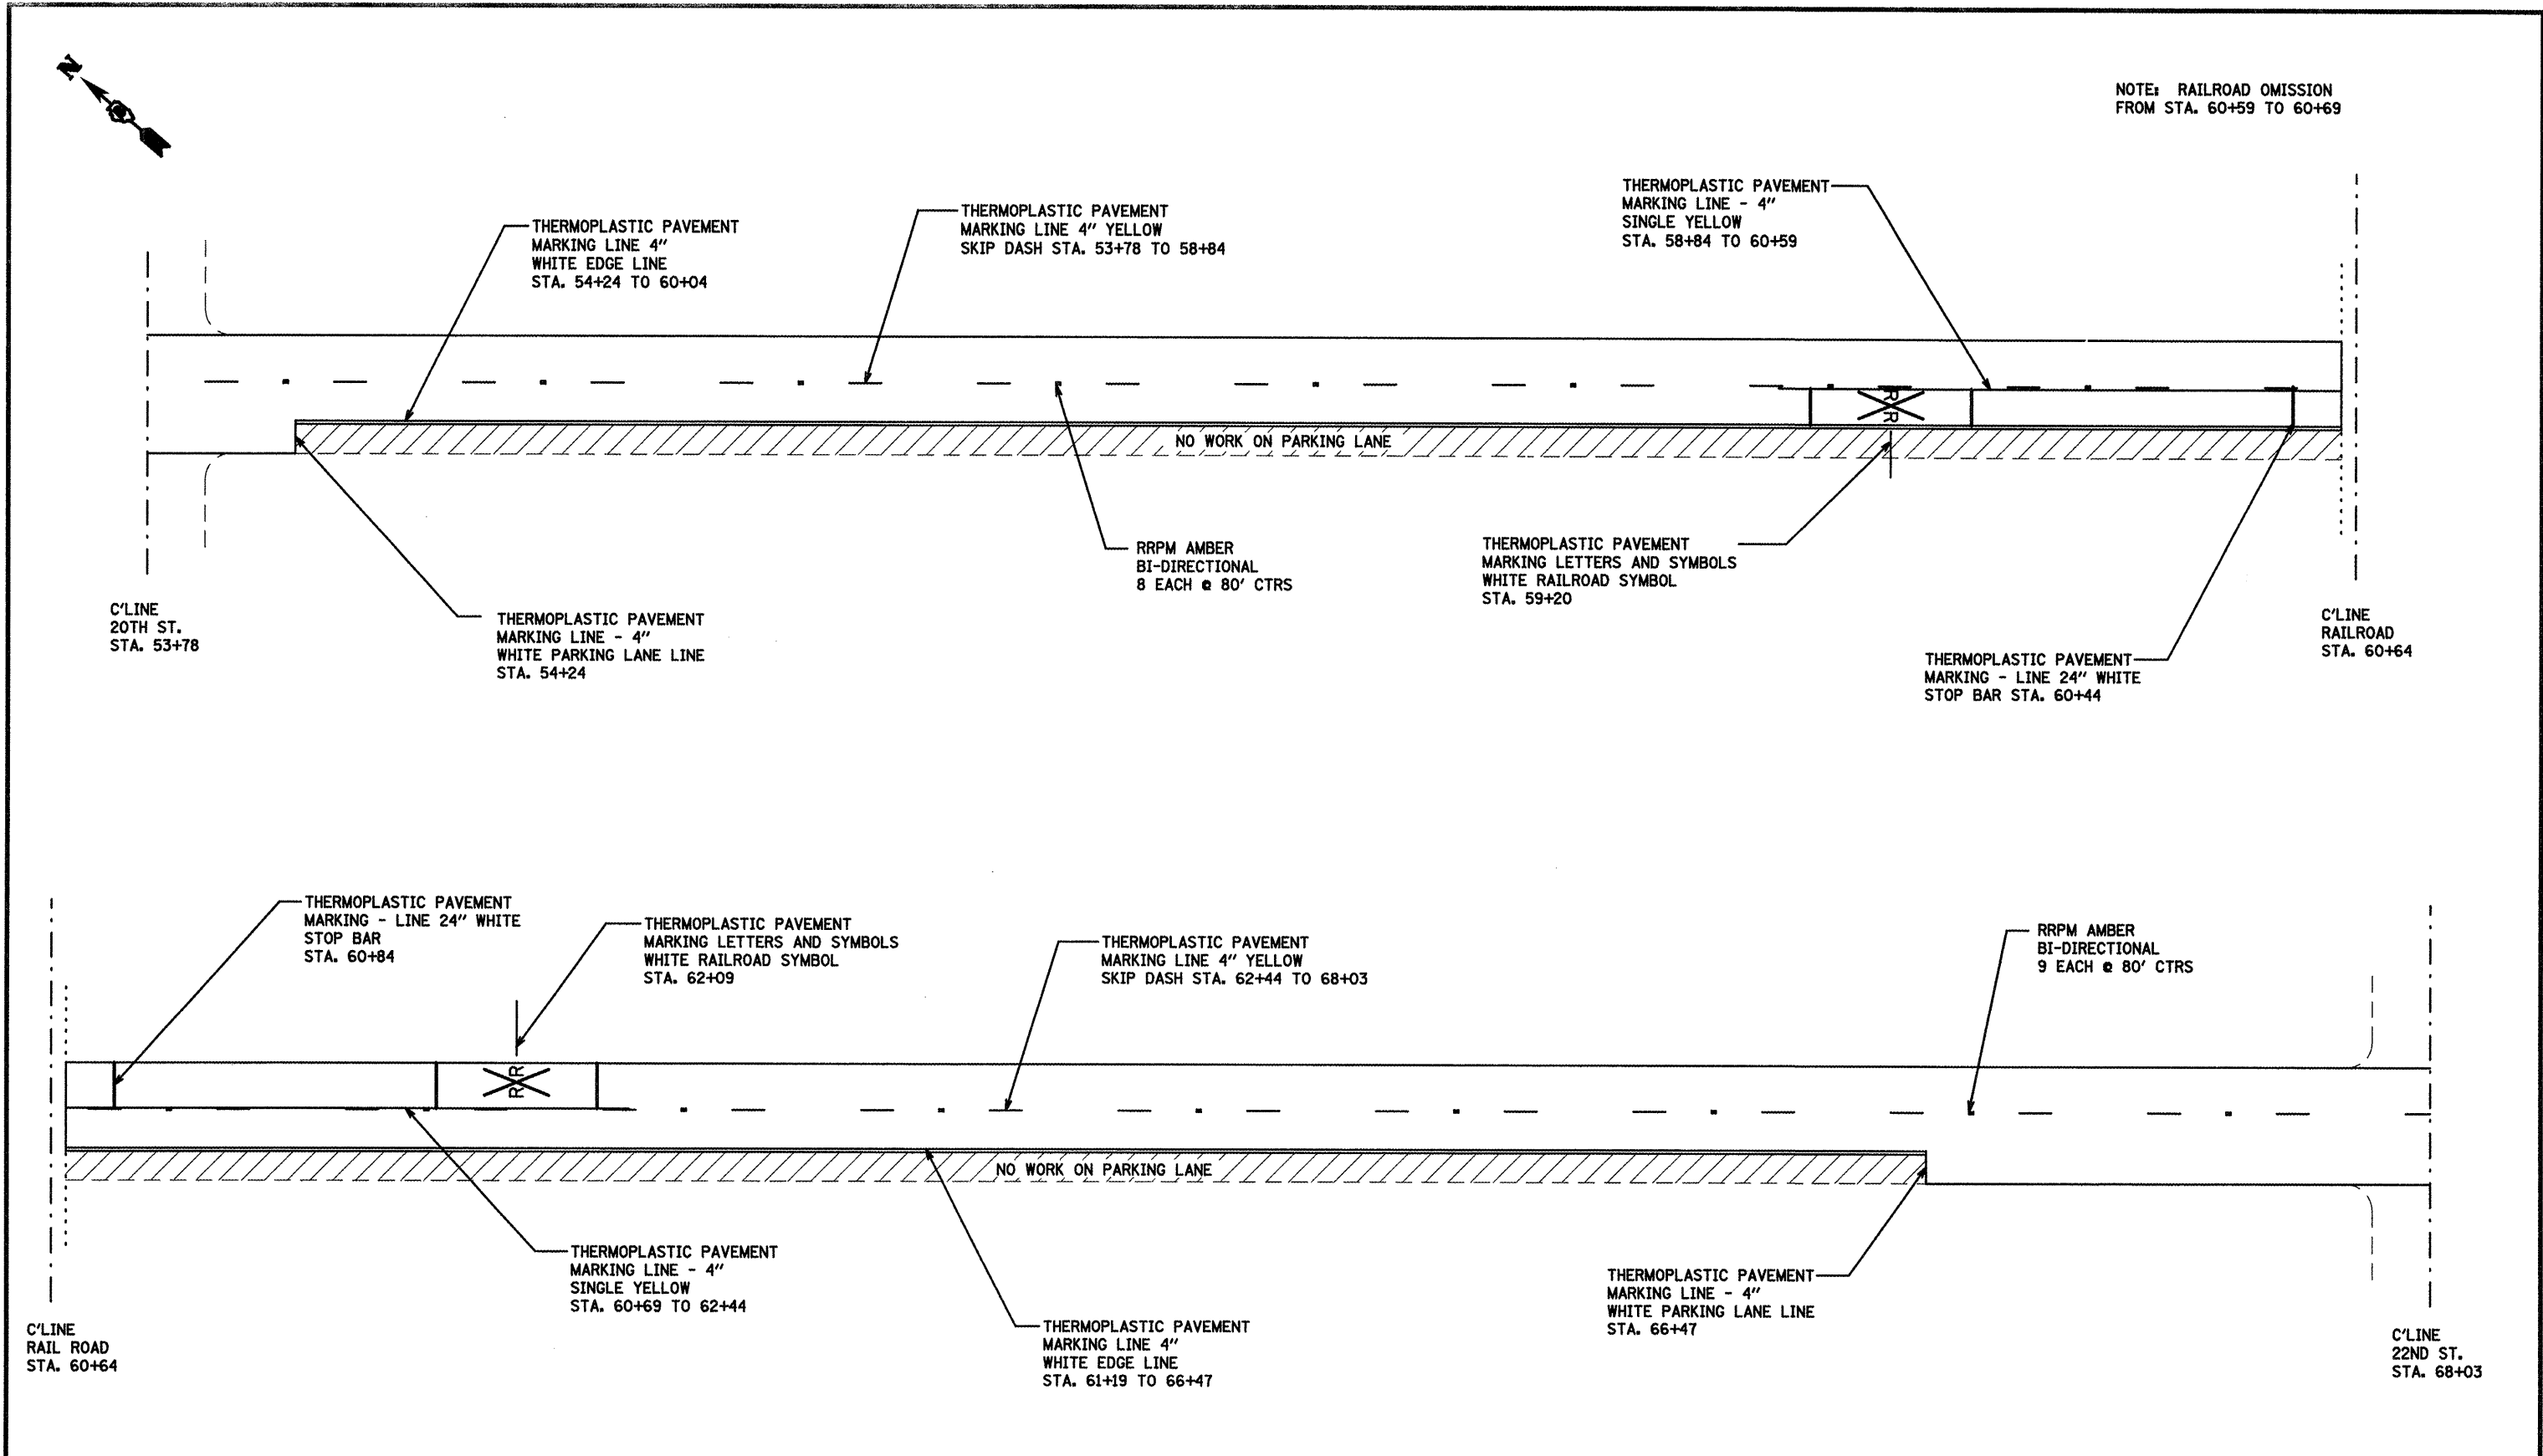 N
NOTE: RAILROAD OMISSION
FROM STA. 60+59 TO 60+69
THERMOPLASTIC PAVEMENT
MARKING LINE 4"
WHITE EDGE LINE
STA. 54+24 TO 60+04
THERMOPLASTIC PAVEMENT
MARKING LINE 4" YELLOW
SKIP DASH STA. 53+78 TO 58+84
THERMOPLASTIC PAVEMENT
MARKING LINE - 4"
SINGLE YELLOW
STA. 58+84 TO 60+59
R R
NO WORK ON PARKING LANE
RRPM AMBER
BI-DIRECTIONAL
8 EACH @ 80' CTRS
THERMOPLASTIC PAVEMENT
MARKING LETTERS AND SYMBOLS
WHITE RAILROAD SYMBOL
STA. 59+20
C'LINE
20TH ST.
STA. 53+78
THERMOPLASTIC PAVEMENT
MARKING LINE - 4"
WHITE PARKING LANE LINE
STA. 54+24
THERMOPLASTIC PAVEMENT
MARKING - LINE 24" WHITE
STOP BAR STA. 60+44
C'LINE
RAILROAD
STA. 60+64
THERMOPLASTIC PAVEMENT
MARKING - LINE 24" WHITE
STOP BAR
STA. 60+84
THERMOPLASTIC PAVEMENT
MARKING LETTERS AND SYMBOLS
WHITE RAILROAD SYMBOL
STA. 62+09
THERMOPLASTIC PAVEMENT
MARKING LINE 4" YELLOW
SKIP DASH STA. 62+44 TO 68+03
RRPM AMBER
BI-DIRECTIONAL
9 EACH @ 80' CTRS
R R
NO WORK ON PARKING LANE
THERMOPLASTIC PAVEMENT
MARKING LINE - 4"
SINGLE YELLOW
STA. 60+69 TO 62+44
THERMOPLASTIC PAVEMENT
MARKING LINE 4"
WHITE EDGE LINE
STA. 61+19 TO 66+47
THERMOPLASTIC PAVEMENT
MARKING LINE - 4"
WHITE PARKING LANE LINE
STA. 66+47
C'LINE
RAIL ROAD
STA. 60+64
C'LINE
22ND ST.
STA. 68+03